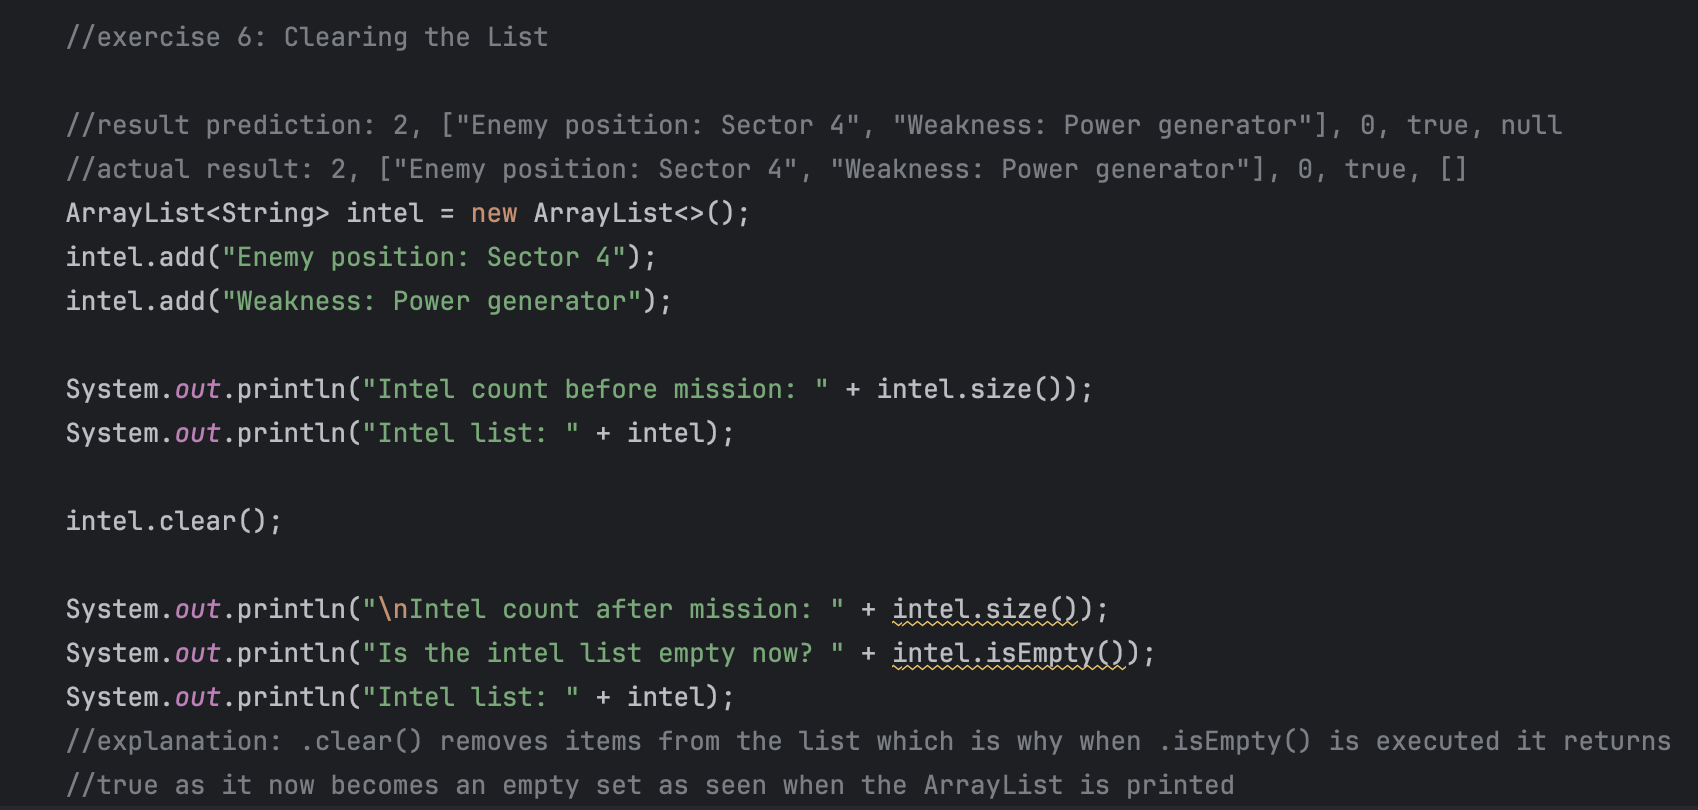 //exercise 6: Clearing the List
//result prediction: 2, ["Enemy position: Sector 4", "Weakness: Power generator"], 0, true, null
//actual result: 2, ["Enemy position: Sector 4", "Weakness: Power generator"], 0, true, []
ArrayList<String> intel = new ArrayList<>();
intel.add("Enemy position: Sector 4");
intel.add("Weakness: Power generator");
System.out.println("Intel count before mission: " + intel.size());
System.out.println("Intel list: " + intel);
intel.clear();
System.out.println("\nIntel count after mission: " + intel.size());
System.out.println("Is the intel list empty now? " + intel.isEmpty());
System.out.println("Intel list: " + intel);
//explanation: .clear() removes items from the list which is why when .isEmpty() is executed it returns
//true as it now becomes an empty set as seen when the ArrayList is printed